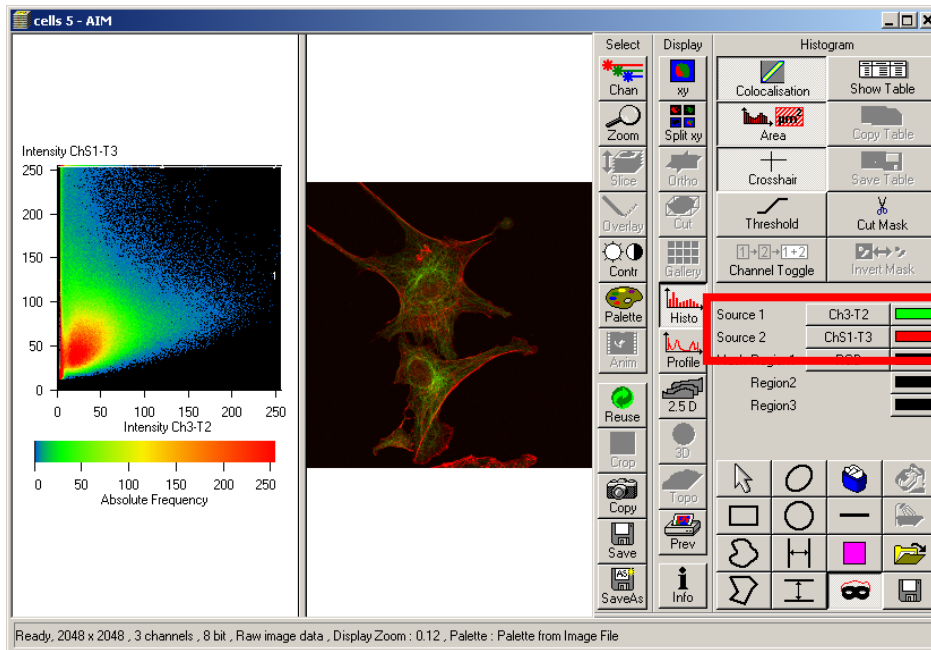 cells 5 - AIM
Intensity ChS1-T3
250
200
150
100
50
0
1
0 50 100 150 200 250
Intensity Ch3-T2
0 50 100 150 200 250
Absolute Frequency
Select
Chan
Zoom
Slice
Overlay
Contr
Palette
Anim
Reuse
Crop
Copy
Save
AS
SaveAs
Display
xy
Split xy
Ortho
Cut
Gallery
Histo
Profile
2.5 D
3D
Topo
Prev
i
Info
Histogram
Colocalisation Show Table
µm²
Area Copy Table
Crosshair Save Table
Threshold Cut Mask
1 2 1+2
Channel Toggle Invert Mask
Source 1 Ch3-T2
Source 2 ChS1-T3
Region2
Region3
Ready, 2048 x 2048 , 3 channels , 8 bit , Raw image data , Display Zoom : 0.12 , Palette : Palette from Image File